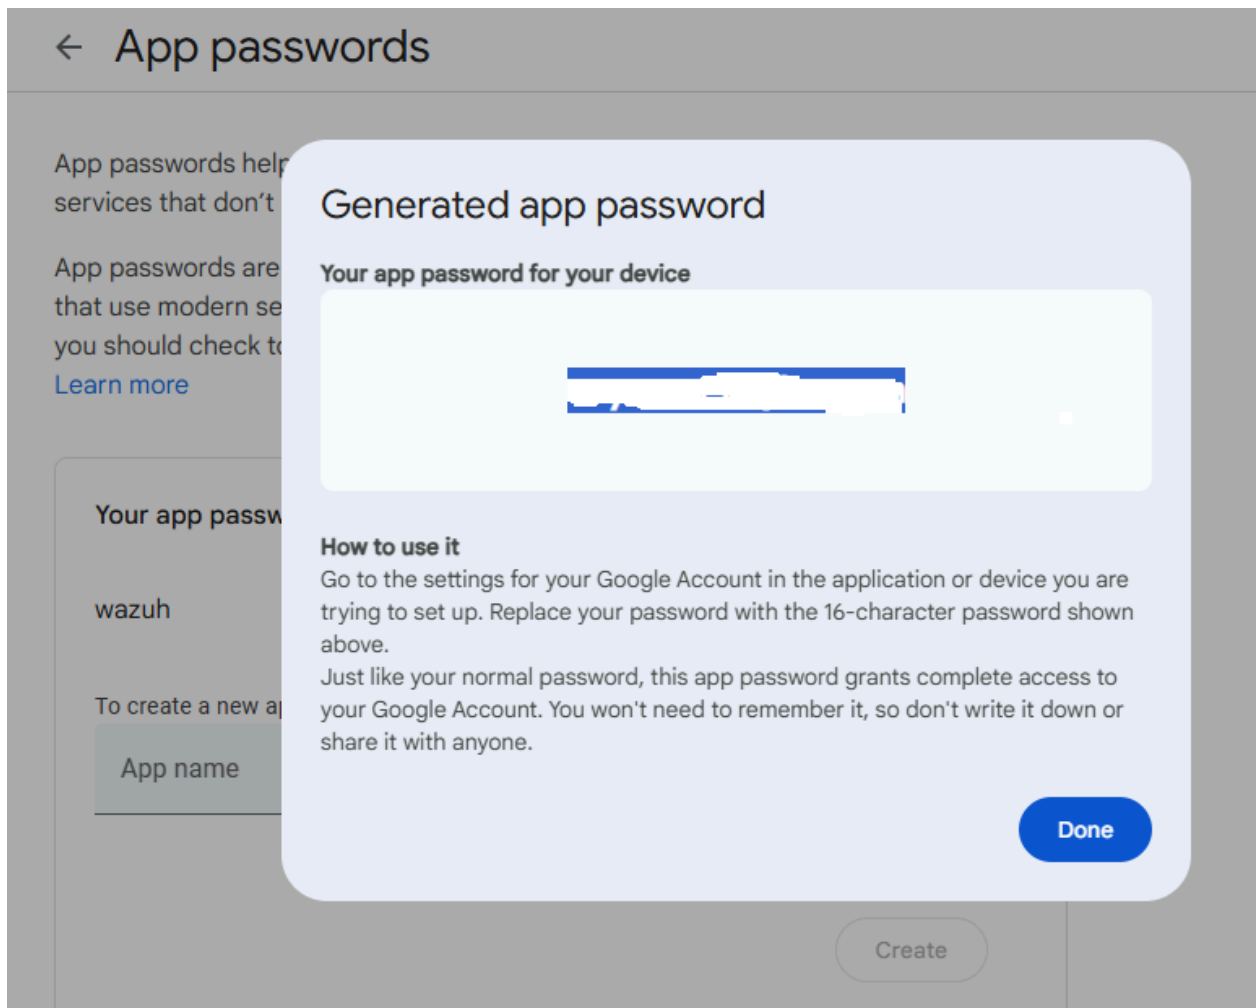 App passwords
App passwords help
services that don't
App passwords are
that use modern se
you should check to
Learn more
Your app passw
wazuh
To create a new a
App name
Create
Generated app password
Your app password for your device
How to use it
Go to the settings for your Google Account in the application or device you are
trying to set up. Replace your password with the 16-character password shown
above.
Just like your normal password, this app password grants complete access to
your Google Account. You won't need to remember it, so don't write it down or
share it with anyone.
Done